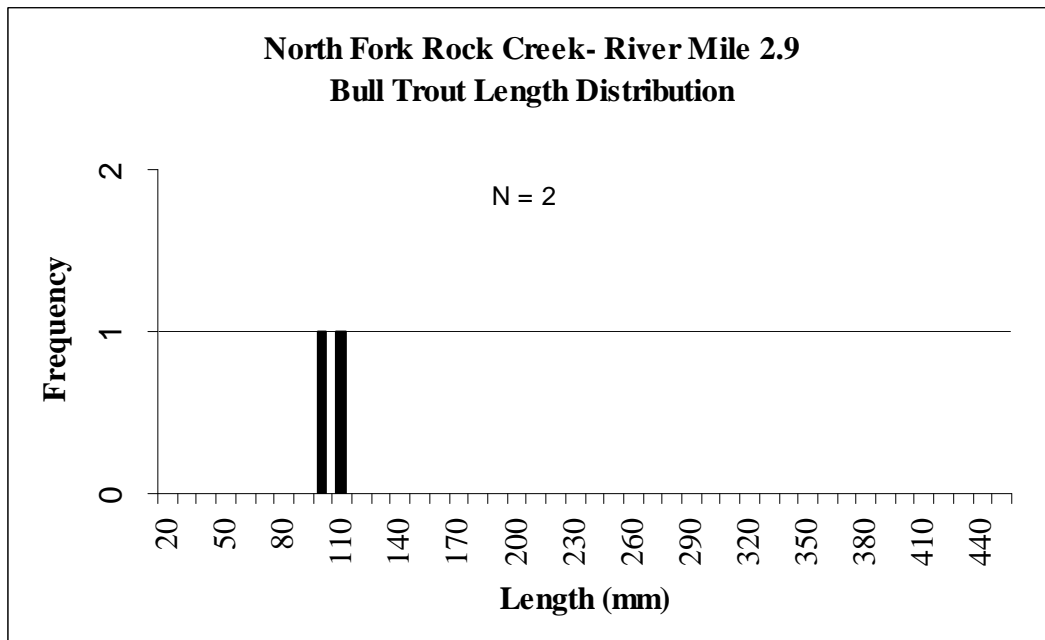 North Fork Rock Creek- River Mile 2.9
Bull Trout Length Distribution
N = 2
Frequency
2
1
0
20 50 80 110 140 170 200 230 260 290 320 350 380 410 440
Length (mm)